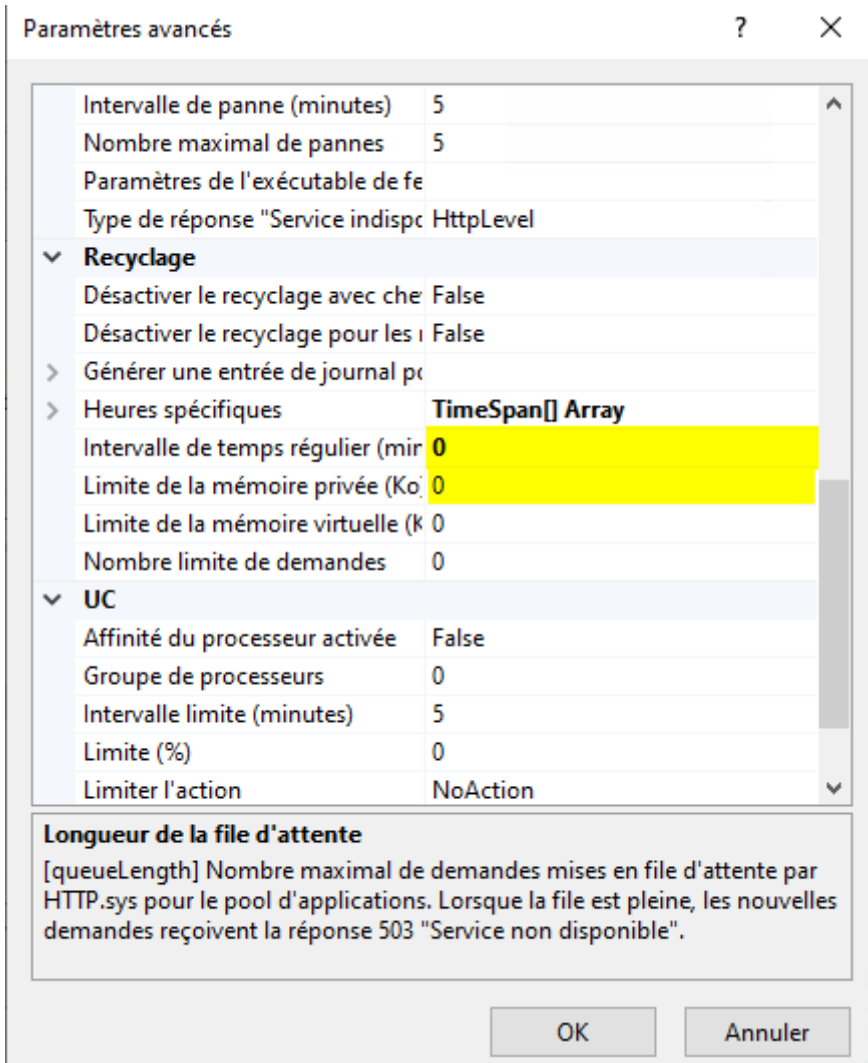 Paramètres avancés ? ×
Intervalle de panne (minutes) 5
Nombre maximal de pannes 5
Paramètres de l'exécutable de fe
Type de réponse "Service indispo HttpLevel
Recyclage
Désactiver le recyclage avec che False
Désactiver le recyclage pour les False
Générer une entrée de journal po
Heures spécifiques TimeSpan[] Array
Intervalle de temps régulier (min 0
Limite de la mémoire privée (Ko) 0
Limite de la mémoire virtuelle (K 0
Nombre limite de demandes 0
UC
Affinité du processeur activée False
Groupe de processeurs 0
Intervalle limite (minutes) 5
Limite (%) 0
Limiter l'action NoAction
Longueur de la file d'attente
[queueLength] Nombre maximal de demandes mises en file d'attente par
HTTP.sys pour le pool d'applications. Lorsque la file est pleine, les nouvelles
demandes reçoivent la réponse 503 "Service non disponible".
OK Annuler